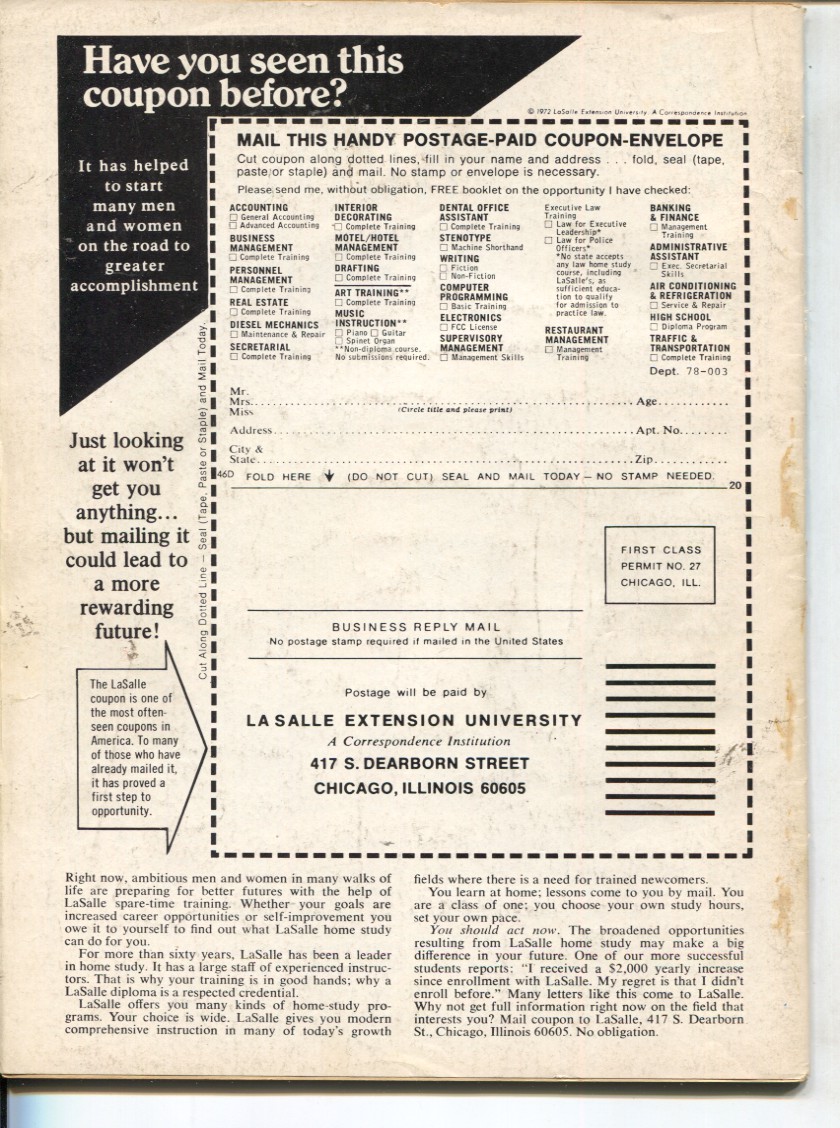 Have you seen this
coupon before?
© 1972 LaSalle Extension University. A Correspondence Institution
It has helped
to start
many men
and women
on the road to
greater
accomplishment
Just looking
at it won't
get you
anything...
but mailing it
could lead to
a more
rewarding
future!
The LaSalle
coupon is one of
the most often-
seen coupons in
America. To many
of those who have
already mailed it,
it has proved a
first step to
opportunity.
Cut Along Dotted Line — Seal (Tape, Paste or Staple) and Mail Today.
MAIL THIS HANDY POSTAGE-PAID COUPON-ENVELOPE
Cut coupon along dotted lines, fill in your name and address . . . fold, seal (tape,
paste or staple) and mail. No stamp or envelope is necessary.
Please send me, without obligation, FREE booklet on the opportunity I have checked:
ACCOUNTING
☐ General Accounting
☐ Advanced Accounting
BUSINESS
MANAGEMENT
☐ Complete Training
PERSONNEL
MANAGEMENT
☐ Complete Training
REAL ESTATE
☐ Complete Training
DIESEL MECHANICS
☐ Maintenance & Repair
SECRETARIAL
☐ Complete Training
INTERIOR
DECORATING
☐ Complete Training
MOTEL/HOTEL
MANAGEMENT
☐ Complete Training
DRAFTING
☐ Complete Training
ART TRAINING**
☐ Complete Training
MUSIC
INSTRUCTION**
☐ Piano ☐ Guitar
☐ Spinet Organ
**Non-diploma course.
No submissions required.
DENTAL OFFICE
ASSISTANT
☐ Complete Training
STENOTYPE
☐ Machine Shorthand
WRITING
☐ Fiction
☐ Non-Fiction
COMPUTER
PROGRAMMING
☐ Basic Training
ELECTRONICS
☐ FCC License
SUPERVISORY
MANAGEMENT
☐ Management Skills
Executive Law
Training
☐ Law for Executive
Leadership*
☐ Law for Police
Officers*
*No state accepts
any law home study
course, including
LaSalle's, as
sufficient educa-
tion to qualify
for admission to
practice law.
RESTAURANT
MANAGEMENT
☐ Management
Training
BANKING
& FINANCE
☐ Management
Training
ADMINISTRATIVE
ASSISTANT
☐ Exec. Secretarial
Skills
AIR CONDITIONING
& REFRIGERATION
☐ Service & Repair
HIGH SCHOOL
☐ Diploma Program
TRAFFIC &
TRANSPORTATION
☐ Complete Training
Dept. 78-003
Mr.
Mrs. Age
Miss (Circle title and please print)
Address Apt. No.
City &
State Zip
46D FOLD HERE ↓ (DO NOT CUT) SEAL AND MAIL TODAY — NO STAMP NEEDED.
20
FIRST CLASS
PERMIT NO. 27
CHICAGO, ILL.
BUSINESS REPLY MAIL
No postage stamp required if mailed in the United States
Postage will be paid by
LA SALLE EXTENSION UNIVERSITY
A Correspondence Institution
417 S. DEARBORN STREET
CHICAGO, ILLINOIS 60605
Right now, ambitious men and women in many walks of
life are preparing for better futures with the help of
LaSalle spare-time training. Whether your goals are
increased career opportunities or self-improvement you
owe it to yourself to find out what LaSalle home study
can do for you.
For more than sixty years, LaSalle has been a leader
in home study. It has a large staff of experienced instruc-
tors. That is why your training is in good hands; why a
LaSalle diploma is a respected credential.
LaSalle offers you many kinds of home-study pro-
grams. Your choice is wide. LaSalle gives you modern
comprehensive instruction in many of today's growth
fields where there is a need for trained newcomers.
You learn at home; lessons come to you by mail. You
are a class of one; you choose your own study hours,
set your own pace.
You should act now. The broadened opportunities
resulting from LaSalle home study may make a big
difference in your future. One of our more successful
students reports: "I received a $2,000 yearly increase
since enrollment with LaSalle. My regret is that I didn't
enroll before." Many letters like this come to LaSalle.
Why not get full information right now on the field that
interests you? Mail coupon to LaSalle, 417 S. Dearborn
St., Chicago, Illinois 60605. No obligation.